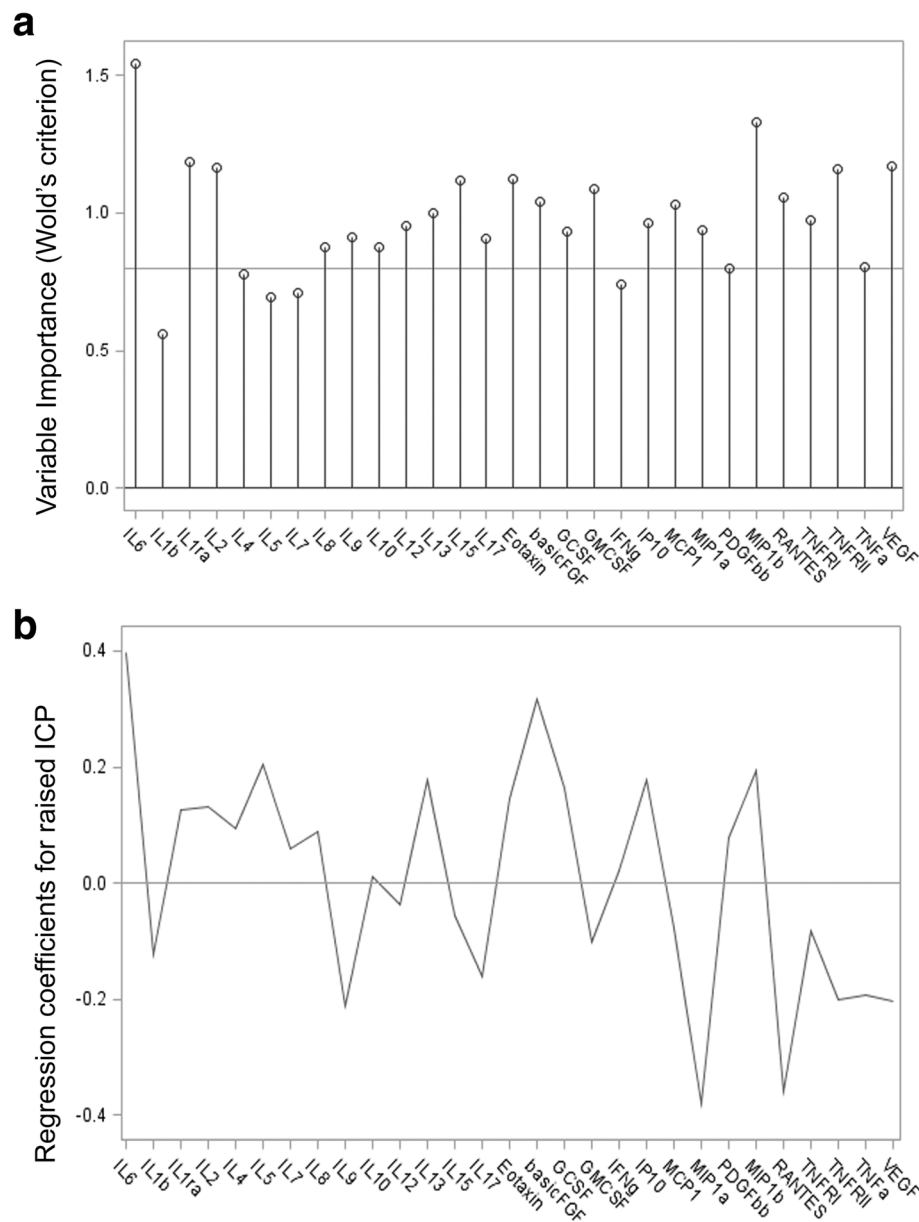 a
Variable Importance (Wold's criterion)
1.5
1.0
0.5
0.0
IL6 IL1b IL1ra IL2 IL4 IL5 IL7 IL8 IL9 IL10 IL12 IL13 IL15 IL17 Eotaxin basicFGF GCSF GMCSF IFNg IP10 MCP1 MIP1a PDGFbb MIP1b RANTES TNFRI TNFRII TNFa VEGF
b
Regression coefficients for raised ICP
0.4
0.2
0.0
-0.2
-0.4
IL6 IL1b IL1ra IL2 IL4 IL5 IL7 IL8 IL9 IL10 IL12 IL13 IL15 IL17 Eotaxin basicFGF GCSF GMCSF IFNg IP10 MCP1 MIP1a PDGFbb MIP1b RANTES TNFRI TNFRII TNFa VEGF